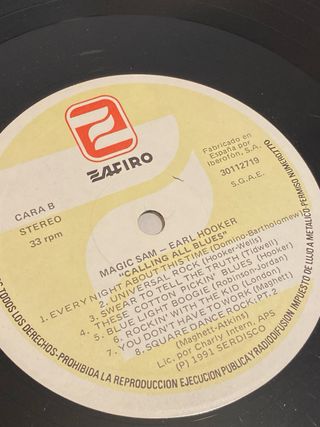 ZAFIRO
CARA B
STEREO
33 rpm
Fabricado en
España por
Iberofón, S.A.
30112719
S.G.A.E.
MAGIC SAM – EARL HOOKER
"CALLING ALL BLUES"
1. EVERY NIGHT ABOUT THIS TIME (Domino-Bartholomew)
2. UNIVERSAL ROCK (Hooker-Wells)
3. SWEAR TO TELL THE TRUTH (Tidwell)
4. THESE COTTON PICKIN' BLUES (Hooker)
5. BLUE LIGHT BOOGIE (Robinson-Jordan)
6. ROCKIN' WITH THE KID (London)
7. YOU DON'T HAVE TO WORK (Maghett)
8. SQUARE DANCE ROCK, PT. 2
(Maghett-Atkins)
Lic. por Charly Intern. APS
(P) 1991 SERDISCO
TODOS LOS DERECHOS-PROHIBIDA LA REPRODUCCION EJECUCION PUBLICA Y RADIODIFUSION IMPUESTO DE LUJO A METALICO-PERMISO NUMERO 2770